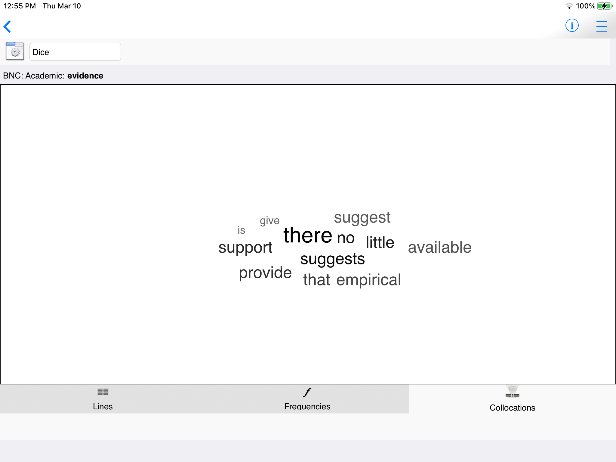 12:55 PM Thu Mar 10
100%
Dice
BNC: Academic: evidence
give suggest
is there no little
support suggests available
provide that empirical
Lines Frequencies Collocations